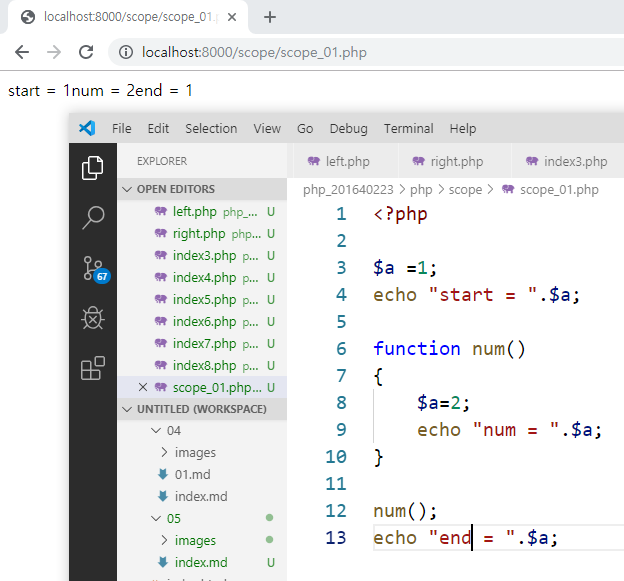 localhost:8000/scope/scope_01.p
localhost:8000/scope/scope_01.php
start = 1num = 2end = 1
File Edit Selection View Go Debug Terminal Help
EXPLORER
left.php right.php index3.php
OPEN EDITORS
php_201640223 > php > scope > scope_01.php
left.php php_... U
right.php php... U
index3.php p... U
index4.php p... U
index5.php p... U
index6.php p... U
index7.php p... U
index8.php p... U
scope_01.php... U
67
UNTITLED (WORKSPACE)
04
images
01.md
index.md
05
images
index.md U
1 <?php
2
3 $a =1;
4 echo "start = ".$a;
5
6 function num()
7 {
8 $a=2;
9 echo "num = ".$a;
10 }
11
12 num();
13 echo "end = ".$a;